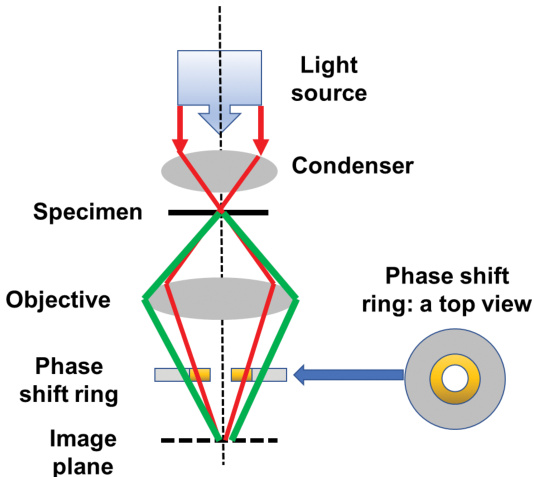 Light
source
Condenser
Specimen
Objective
Phase shift
ring: a top view
Phase
shift ring
Image
plane